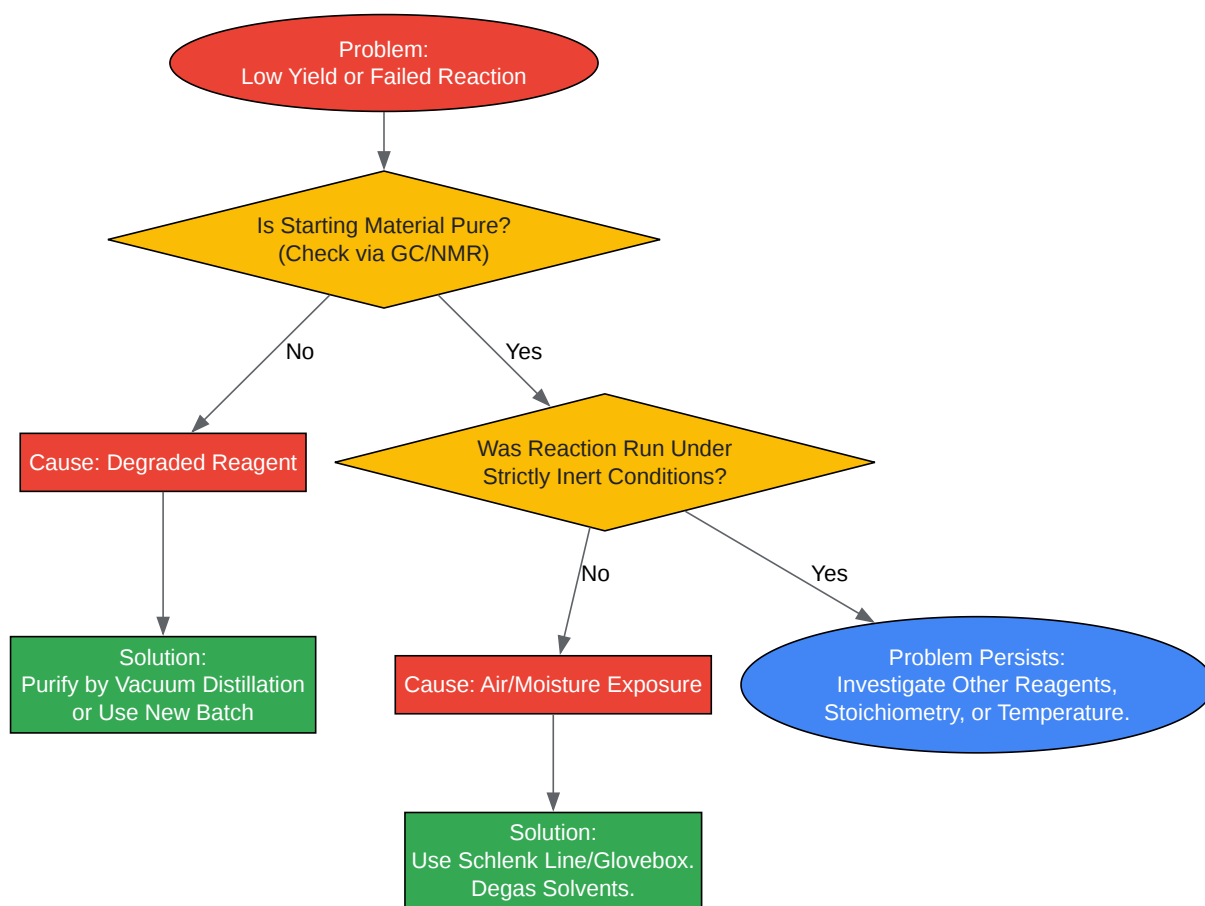 Problem:
Low Yield or Failed Reaction
Is Starting Material Pure?
(Check via GC/NMR)
No
Yes
Cause: Degraded Reagent
Was Reaction Run Under
Strictly Inert Conditions?
No
Yes
Solution:
Purify by Vacuum Distillation
or Use New Batch
Cause: Air/Moisture Exposure
Problem Persists:
Investigate Other Reagents,
Stoichiometry, or Temperature.
Solution:
Use Schlenk Line/Glovebox.
Degas Solvents.